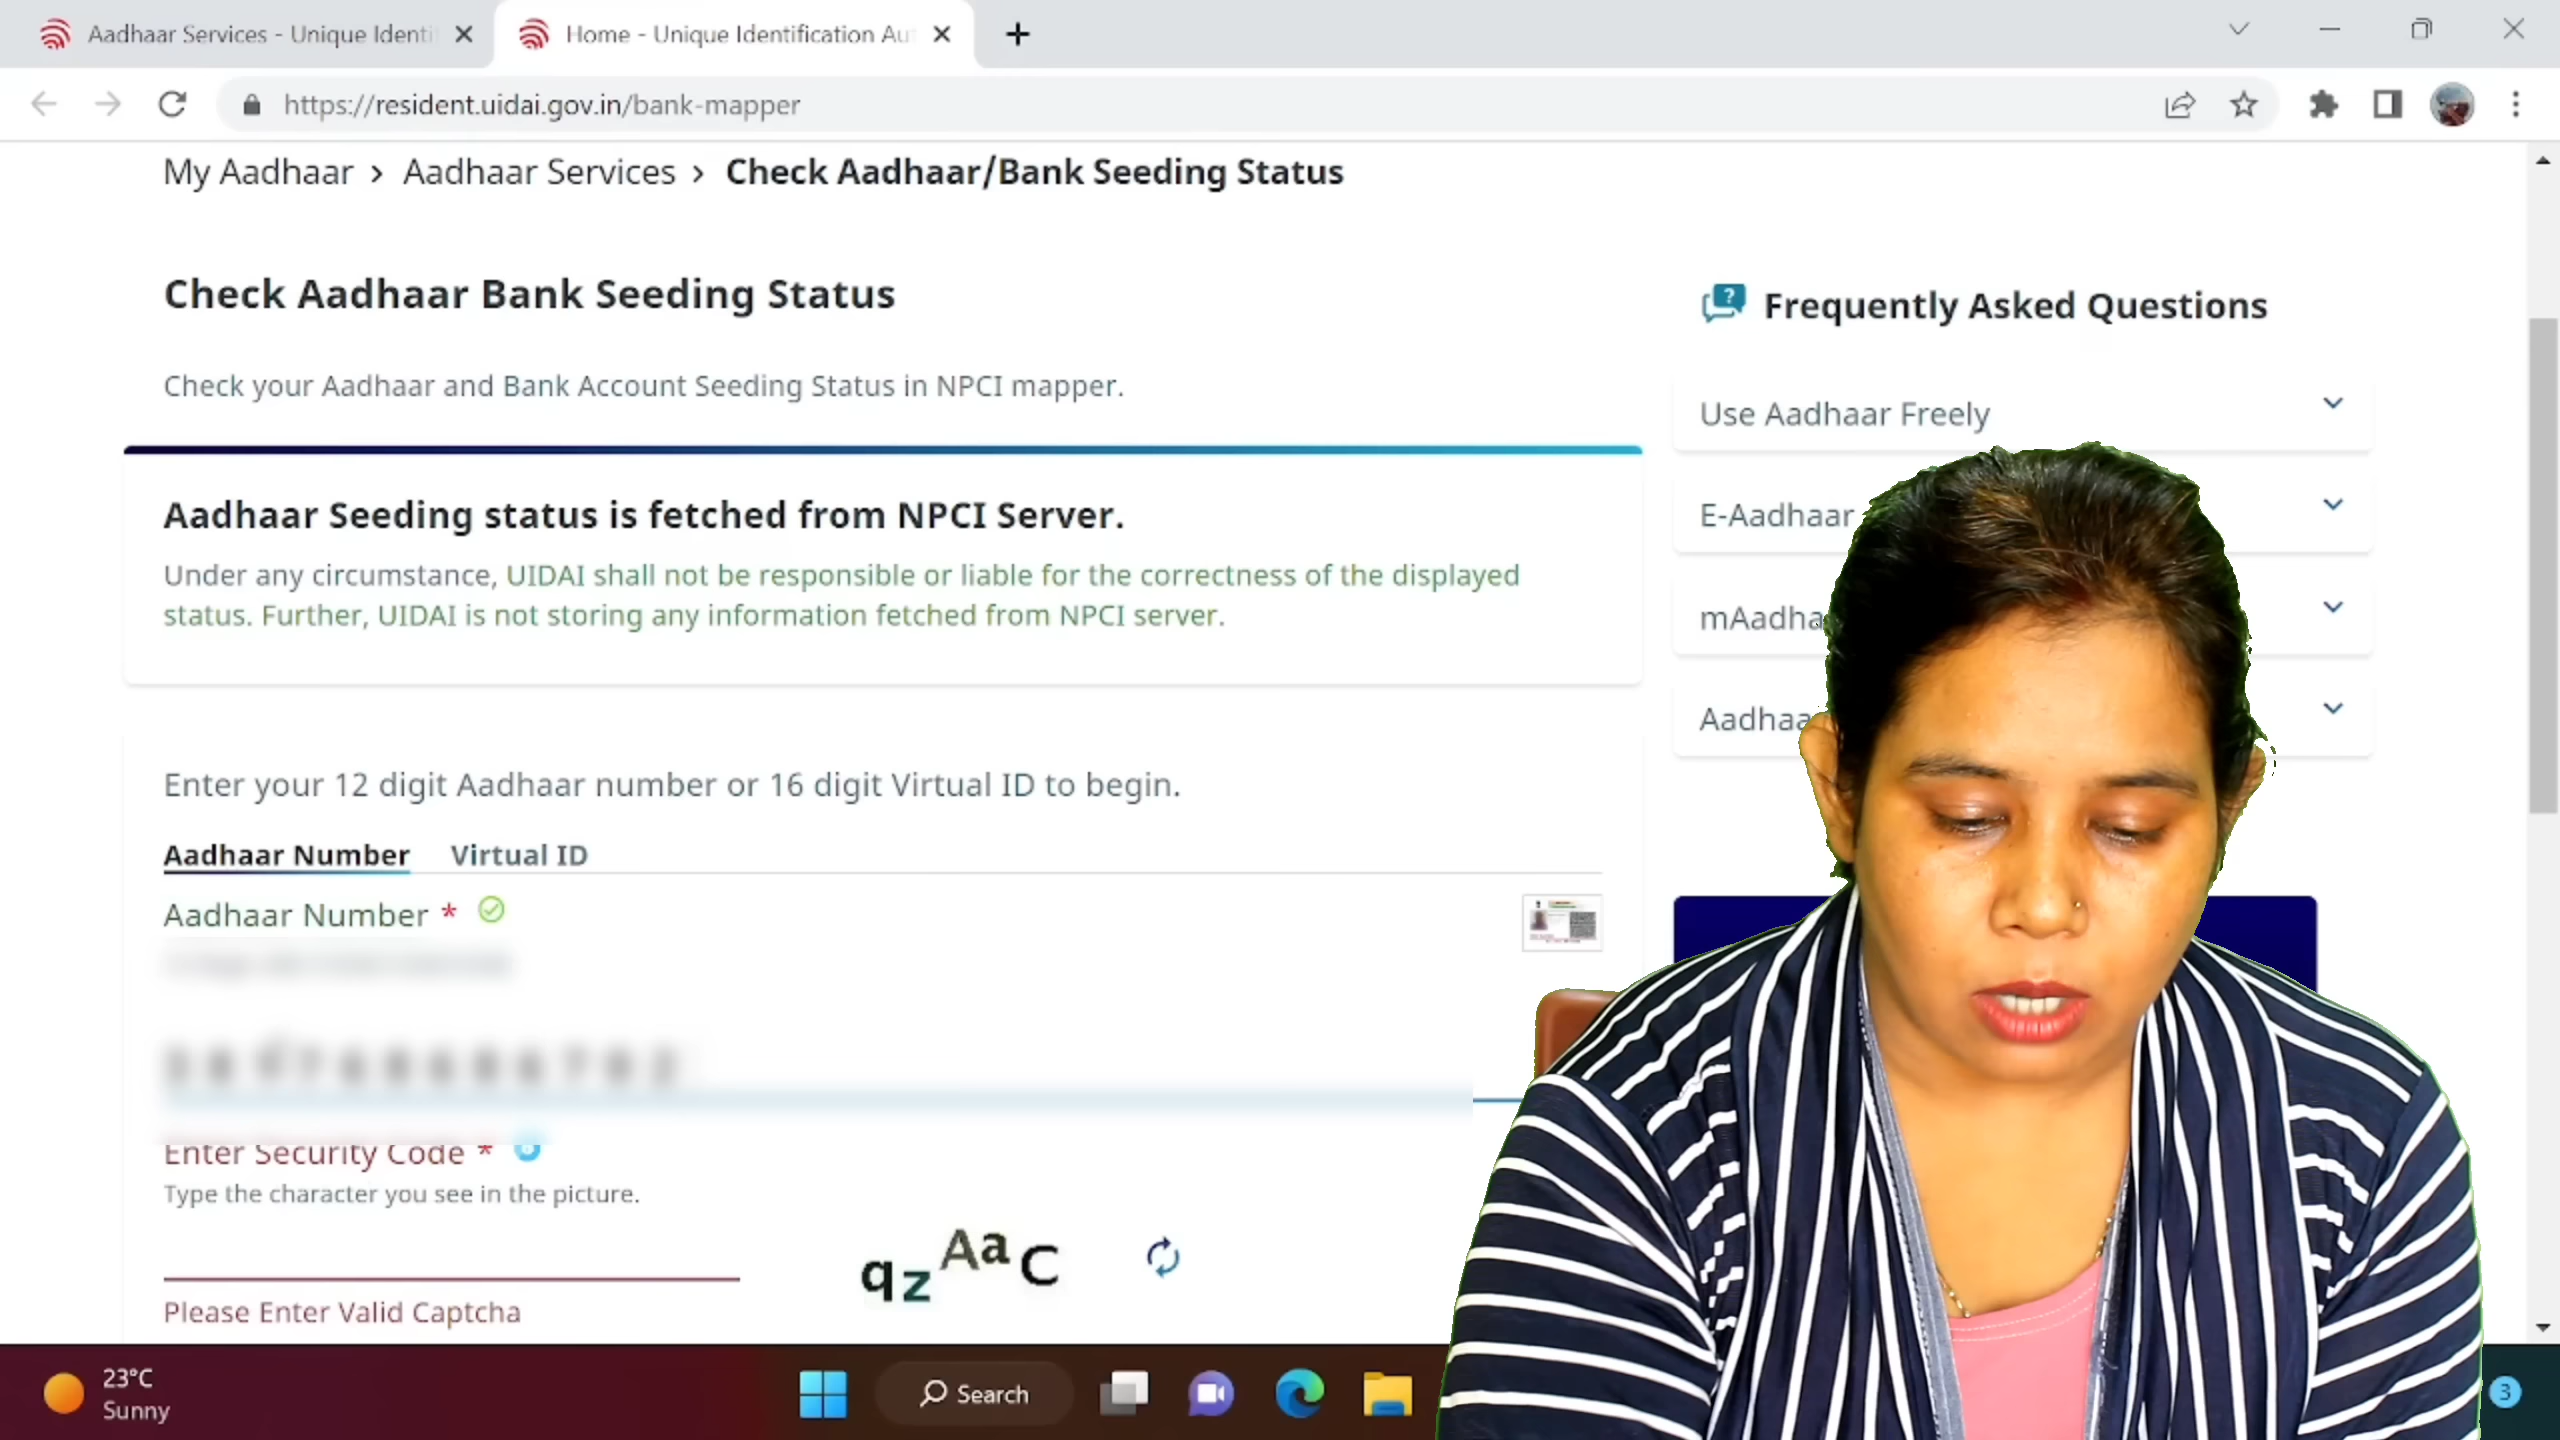 Aadhaar Services - Unique Identi
Home - Unique Identification Au
https://resident.uidai.gov.in/bank-mapper
My Aadhaar > Aadhaar Services > Check Aadhaar/Bank Seeding Status
Check Aadhaar Bank Seeding Status
Check your Aadhaar and Bank Account Seeding Status in NPCI mapper.
Aadhaar Seeding status is fetched from NPCI Server.
Under any circumstance, UIDAI shall not be responsible or liable for the correctness of the displayed
status. Further, UIDAI is not storing any information fetched from NPCI server.
Enter your 12 digit Aadhaar number or 16 digit Virtual ID to begin.
Aadhaar Number Virtual ID
Aadhaar Number *
Enter Security Code *
Type the character you see in the picture.
qzAaC
Please Enter Valid Captcha
Frequently Asked Questions
Use Aadhaar Freely
E-Aadhaar
mAadha
Aadhaa
23°C
Sunny
Search
3